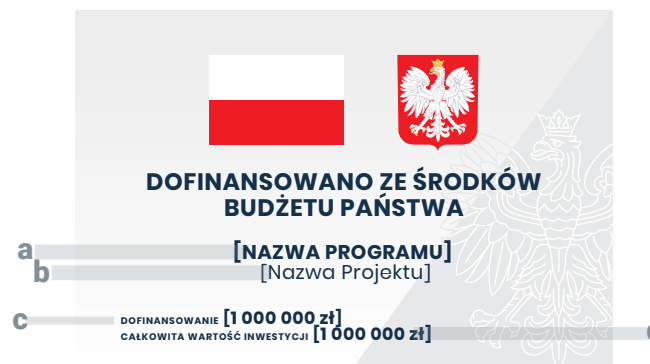 DOFINANSOWANO ZE ŚRODKÓW
BUDŻETU PAŃSTWA
a
[NAZWA PROGRAMU]
b
[Nazwa Projektu]
c
DOFINANSOWANIE [1 000 000 zł]
CAŁKOWITA WARTOŚĆ INWESTYCJI [1 000 000 zł]